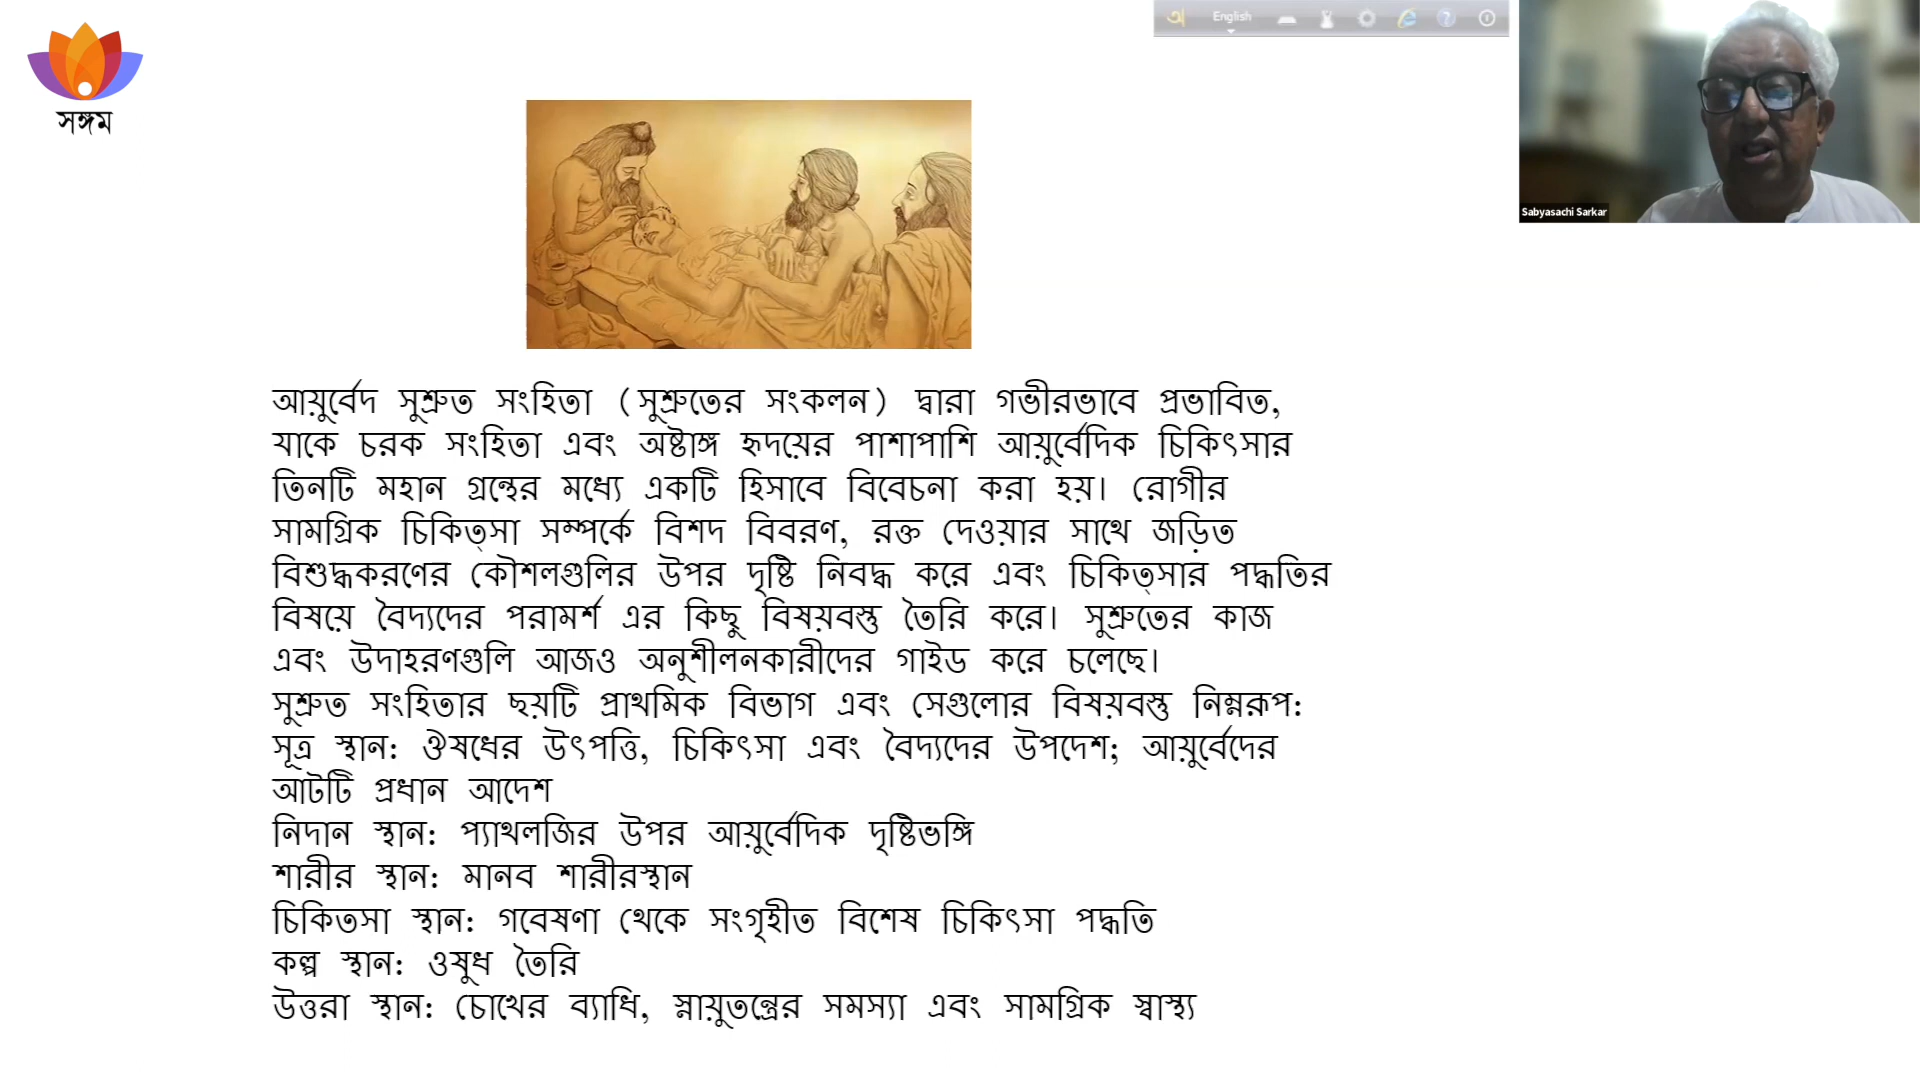 সঙ্গম
অ English
Sabyasachi Sarkar
আয়ুর্বেদ সুশ্রুত সংহিতা (সুশ্রুতের সংকলন) দ্বারা গভীরভাবে প্রভাবিত,
যাকে চরক সংহিতা এবং অষ্টাঙ্গ হৃদয়ের পাশাপাশি আয়ুর্বেদিক চিকিৎসার
তিনটি মহান গ্রন্থের মধ্যে একটি হিসাবে বিবেচনা করা হয়। রোগীর
সামগ্রিক চিকিত্সা সম্পর্কে বিশদ বিবরণ, রক্ত দেওয়ার সাথে জড়িত
বিশুদ্ধকরণের কৌশলগুলির উপর দৃষ্টি নিবদ্ধ করে এবং চিকিত্সার পদ্ধতির
বিষয়ে বৈদ্যদের পরামর্শ এর কিছু বিষয়বস্তু তৈরি করে। সুশ্রুতের কাজ
এবং উদাহরণগুলি আজও অনুশীলনকারীদের গাইড করে চলেছে।
সুশ্রুত সংহিতার ছয়টি প্রাথমিক বিভাগ এবং সেগুলোর বিষয়বস্তু নিম্নরূপ:
সূত্র স্থান: ঔষধের উৎপত্তি, চিকিৎসা এবং বৈদ্যদের উপদেশ; আয়ুর্বেদের
আটটি প্রধান আদেশ
নিদান স্থান: প্যাথলজির উপর আয়ুর্বেদিক দৃষ্টিভঙ্গি
শারীর স্থান: মানব শারীরস্থান
চিকিতসা স্থান: গবেষণা থেকে সংগৃহীত বিশেষ চিকিৎসা পদ্ধতি
কল্প স্থান: ওষুধ তৈরি
উত্তরা স্থান: চোখের ব্যাধি, স্নায়ুতন্ত্রের সমস্যা এবং সামগ্রিক স্বাস্থ্য